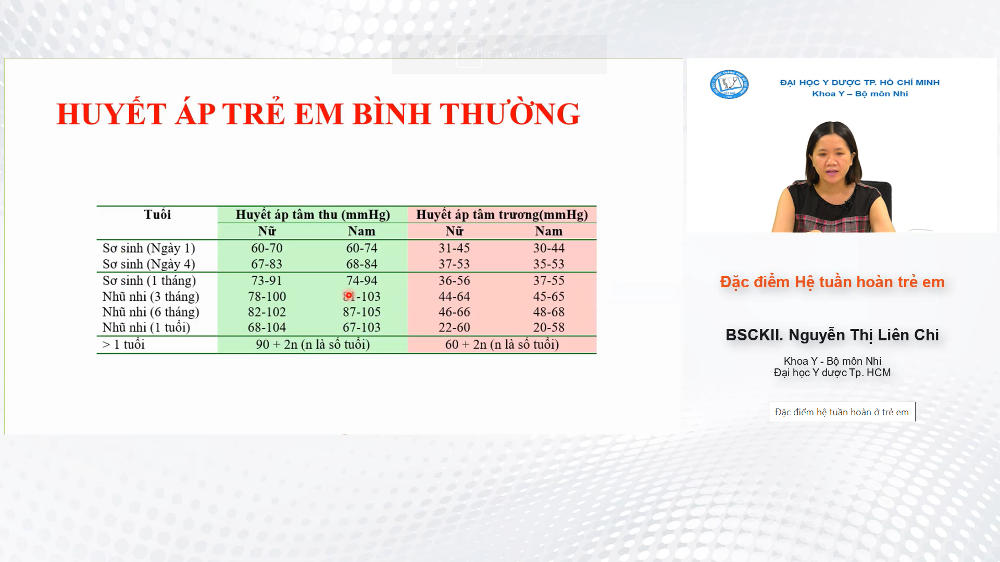 Press Esc to exit full screen
HUYẾT ÁP TRẺ EM BÌNH THƯỜNG
Tuổi Huyết áp tâm thu (mmHg) Huyết áp tâm trương(mmHg)
Nữ Nam Nữ Nam
Sơ sinh (Ngày 1) 60-70 60-74 31-45 30-44
Sơ sinh (Ngày 4) 67-83 68-84 37-53 35-53
Sơ sinh (1 tháng) 73-91 74-94 36-56 37-55
Nhũ nhi (3 tháng) 78-100 81-103 44-64 45-65
Nhũ nhi (6 tháng) 82-102 87-105 46-66 48-68
Nhũ nhi (1 tuổi) 68-104 67-103 22-60 20-58
> 1 tuổi 90 + 2n (n là số tuổi) 60 + 2n (n là số tuổi)
ĐẠI HỌC Y DƯỢC TP. HỒ CHÍ MINH
Khoa Y – Bộ môn Nhi
Đặc điểm Hệ tuần hoàn trẻ em
BSCKII. Nguyễn Thị Liên Chi
Khoa Y - Bộ môn Nhi
Đại học Y dược Tp. HCM
Đặc điểm hệ tuần hoàn ở trẻ em